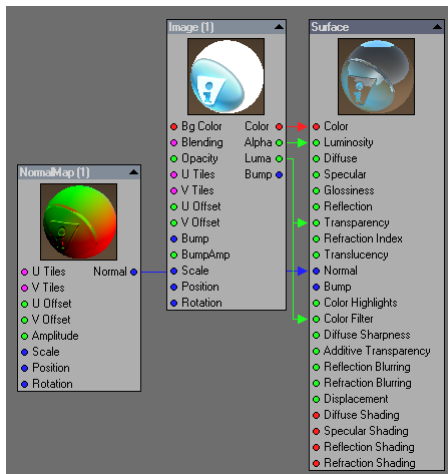 Image (1)
Bg Color Color
Blending Alpha
Opacity Luma
U Tiles Bump
V Tiles
U Offset
V Offset
Bump
BumpAmp
Scale
Position
Rotation
Surface
Color
Luminosity
Diffuse
Specular
Glossiness
Reflection
Transparency
Refraction Index
Translucency
Normal
Bump
Color Highlights
Color Filter
Diffuse Sharpness
Additive Transparency
Reflection Blurring
Refraction Blurring
Displacement
Diffuse Shading
Specular Shading
Reflection Shading
Refraction Shading
NormalMap (1)
U Tiles Normal
V Tiles
U Offset
V Offset
Amplitude
Scale
Position
Rotation